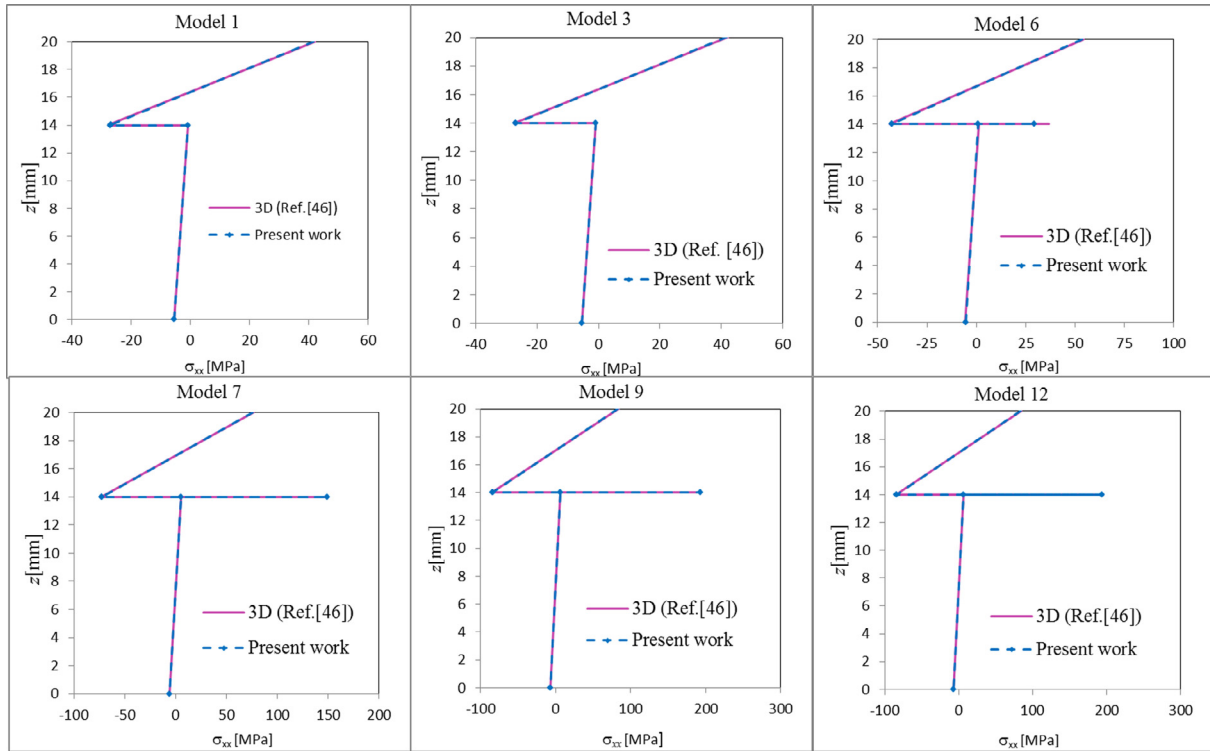 Model 1
20
18
16
14
12
10
8
6
4
2
0
z[mm]
3D (Ref.[46])
Present work
-40 -20 0 20 40 60
σxx [MPa]
Model 3
20
18
16
14
12
10
8
6
4
2
0
z[mm]
3D (Ref. [46])
Present work
-40 -20 0 20 40 60
σxx [MPa]
Model 6
20
18
16
14
12
10
8
6
4
2
0
z[mm]
3D (Ref.[46])
Present work
-50 -25 0 25 50 75 100
σxx [MPa]
Model 7
20
18
16
14
12
10
8
6
4
2
0
z[mm]
3D (Ref.[46])
Present work
-100 -50 0 50 100 150 200
σxx [MPa]
Model 9
20
18
16
14
12
10
8
6
4
2
0
z[mm]
3D (Ref.[46])
Present work
-100 0 100 200 300
σxx [MPa]
Model 12
20
18
16
14
12
10
8
6
4
2
0
z[mm]
3D (Ref.[46])
Present work
-100 0 100 200 300
σxx [MPa]